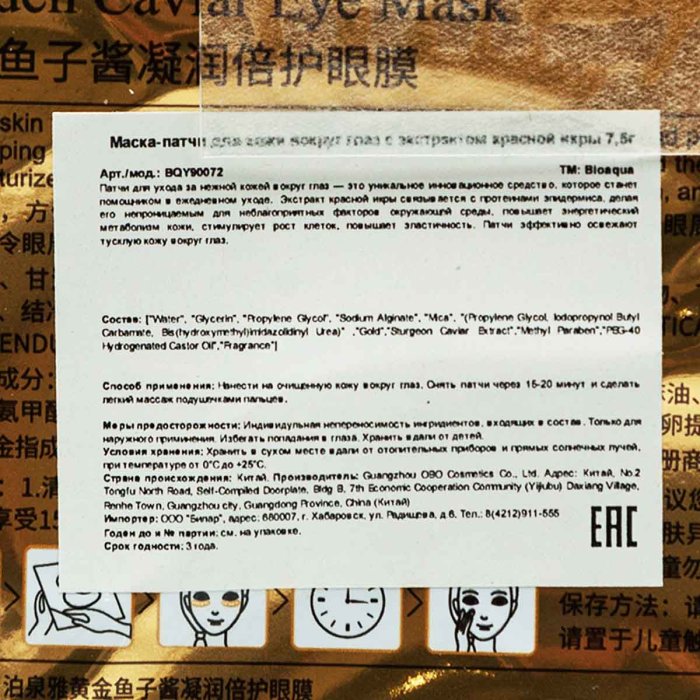 den Caviar Eye Mask
鱼子酱凝润倍护眼膜
skin
ping
Маска-патчи для кожи вокруг глаз с экстрактом красной икры 7,5г
Арт./мод.: BQY90072 ТМ: Bioaqua
Патчи для ухода за нежной кожей вокруг глаз — это уникальное инновационное средство, которое станет
помощником в ежедневном уходе. Экстракт красной икры связывается с протеинами эпидермиса, делая
его непроницаемым для неблагоприятных факторов окружающей среды, повышает энергетический
метаболизм кожи, стимулирует рост клеток, повышает эластичность. Патчи эффективно освежают
тусклую кожу вокруг глаз.
Состав: ["Water", "Glycerin", "Propylene Glycol", "Sodium Alginate", "Mica", "(Propylene Glycol, Iodopropynol Butyl
Carbamate, Bis(hydroxymethyl)imidazolidinyl Urea)" ,"Gold","Sturgeon Caviar Extract","Methyl Paraben","PEG-40
Hydrogenated Castor Oil","Fragrance"]
Способ применения: Нанести на очищенную кожу вокруг глаз. Снять патчи через 15-20 минут и сделать
легкий массаж подушечками пальцев.
Меры предосторожности: Индивидульная непереносимость ингридиентов, входящих в состав. Только для
наружного приминения. Избегать попадания в глаза. Хранить вдали от детей.
Условия хранения: Хранить в сухом месте вдали от отопительных приборов и прямых солнечных лучей,
при температуре от 0°С до +25°С.
Страна происхождения: Китай. Производитель: Guangzhou OBO Cosmetics Co., Ltd, Адрес: Китай, No.2
Tongfu North Road, Self-Compiled Doorplate, Bldg B, 7th Economic Cooperation Community (Yijiubu) Daxiang Village,
Renhe Town, Guangzhou city, Guangdong Province, China (Китай)
Импортер: ООО "Бинар", адрес: 680007, г. Хабаровск, ул. Радищева, д.6. Тел.: 8(4212)911-555
Годен до и № партии: см. на упаковке.
Срок годности: 3 года.
EAC
保存方法：请
请置于儿童触
泊泉雅黄金鱼子酱凝润倍护眼膜